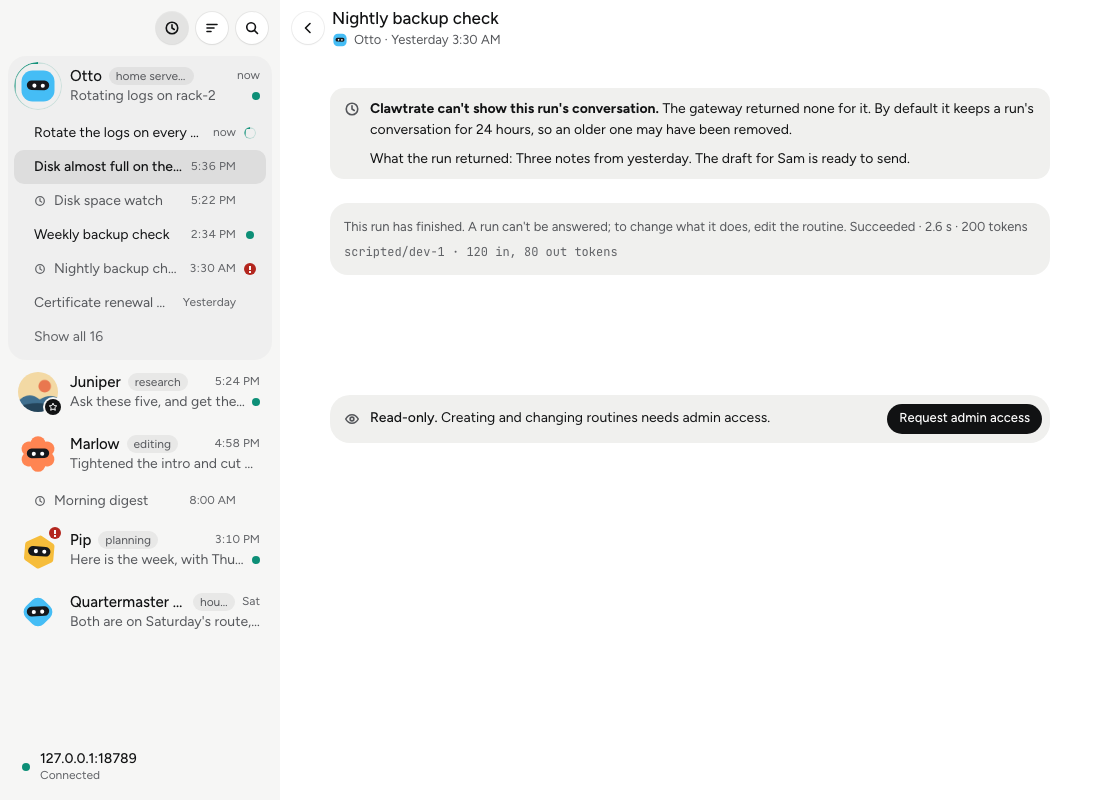 Otto
home serve...
now
Rotating logs on rack-2
Rotate the logs on every ...
now
Disk almost full on the...
5:36 PM
Disk space watch
5:22 PM
Weekly backup check
2:34 PM
Nightly backup ch...
3:30 AM
Certificate renewal ...
Yesterday
Show all 16
Juniper
research
5:24 PM
Ask these five, and get the...
Marlow
editing
4:58 PM
Tightened the intro and cut ...
Morning digest
8:00 AM
Pip
planning
3:10 PM
Here is the week, with Thu...
Quartermaster ...
hou...
Sat
Both are on Saturday's route,...
127.0.0.1:18789
Connected
Nightly backup check
Otto · Yesterday 3:30 AM
Clawtrate can't show this run's conversation. The gateway returned none for it. By default it keeps a run's
conversation for 24 hours, so an older one may have been removed.
What the run returned: Three notes from yesterday. The draft for Sam is ready to send.
This run has finished. A run can't be answered; to change what it does, edit the routine. Succeeded · 2.6 s · 200 tokens
scripted/dev-1 · 120 in, 80 out tokens
Read-only. Creating and changing routines needs admin access.
Request admin access